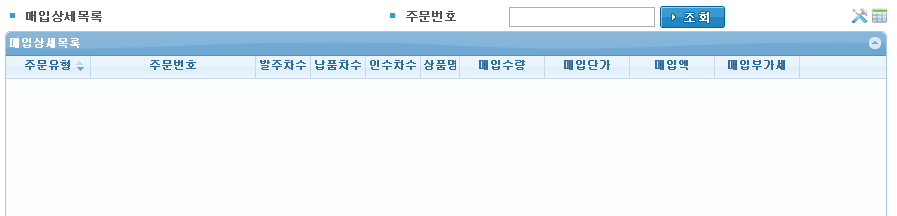 매입상세목록 주문번호 조회
매입상세목록
주문유형 주문번호 발주차수 납품차수 인수차수 상품명 매입수량 매입단가 매입액 매입부가세